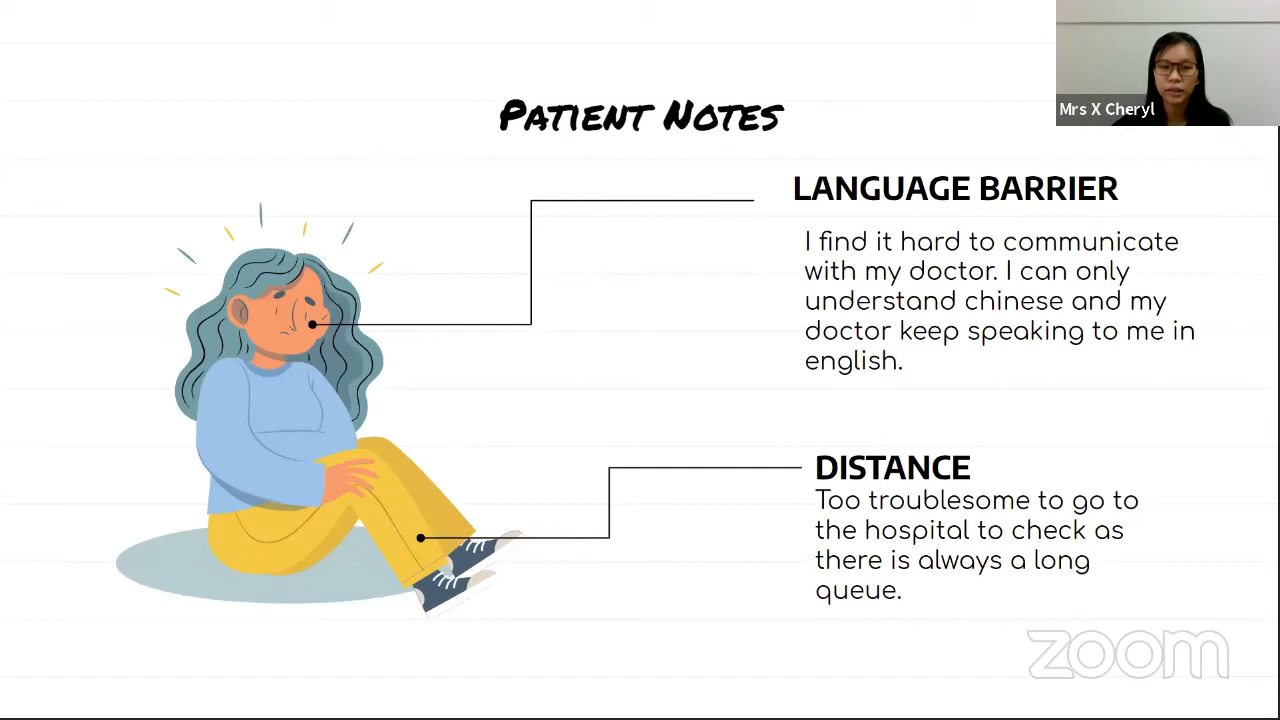 Mrs X Cheryl
PATIENT NOTES
LANGUAGE BARRIER
I find it hard to communicate
with my doctor. I can only
understand chinese and my
doctor keep speaking to me in
english.
DISTANCE
Too troublesome to go to
the hospital to check as
there is always a long
queue.
zoom